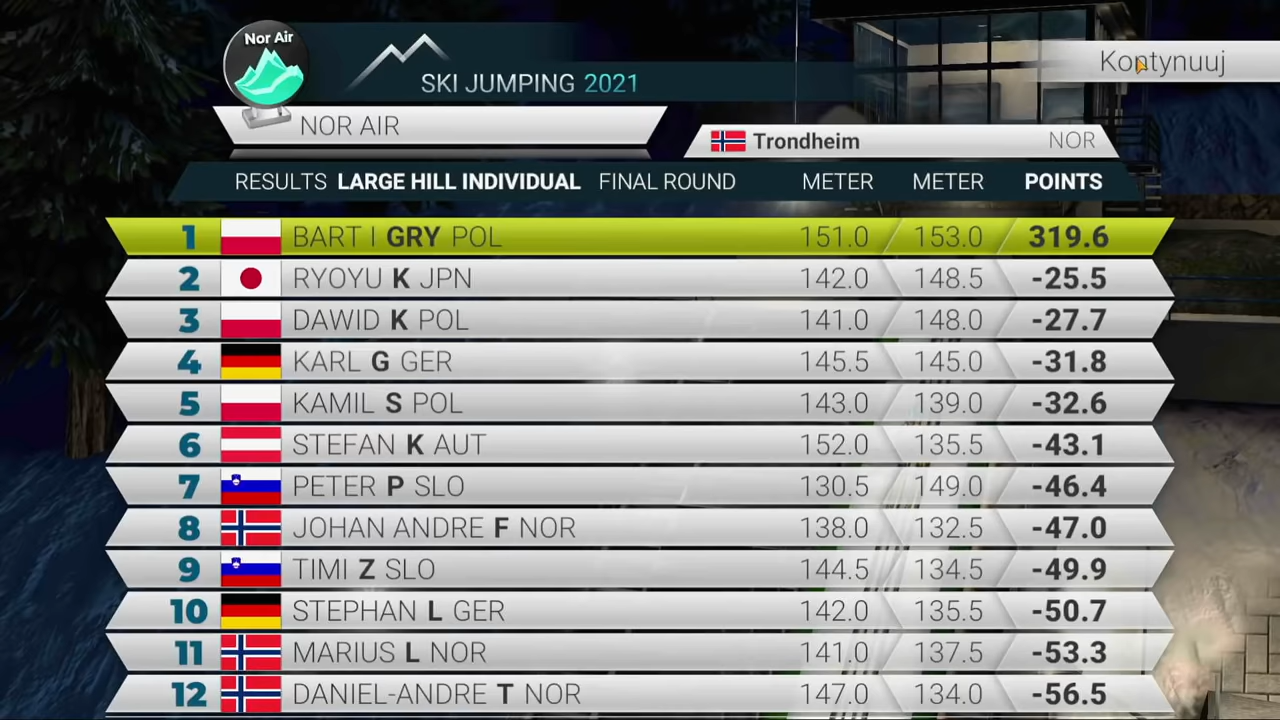 Nor Air
SKI JUMPING 2021
Kontynuuj
NOR AIR
Trondheim NOR
RESULTS LARGE HILL INDIVIDUAL FINAL ROUND METER METER POINTS
1 BART I GRY POL 151.0 153.0 319.6
2 RYOYU K JPN 142.0 148.5 -25.5
3 DAWID K POL 141.0 148.0 -27.7
4 KARL G GER 145.5 145.0 -31.8
5 KAMIL S POL 143.0 139.0 -32.6
6 STEFAN K AUT 152.0 135.5 -43.1
7 PETER P SLO 130.5 149.0 -46.4
8 JOHAN ANDRE F NOR 138.0 132.5 -47.0
9 TIMI Z SLO 144.5 134.5 -49.9
10 STEPHAN L GER 142.0 135.5 -50.7
11 MARIUS L NOR 141.0 137.5 -53.3
12 DANIEL-ANDRE T NOR 147.0 134.0 -56.5